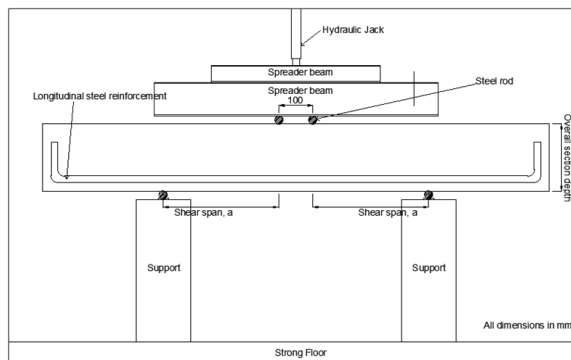 Hydraulic Jack
Spreader beam
Spreader beam
Steel rod
100
Longitudinal steel reinforcement
Overall section depth
Shear span, a
Shear span, a
Support
Support
All dimensions in mm
Strong Floor